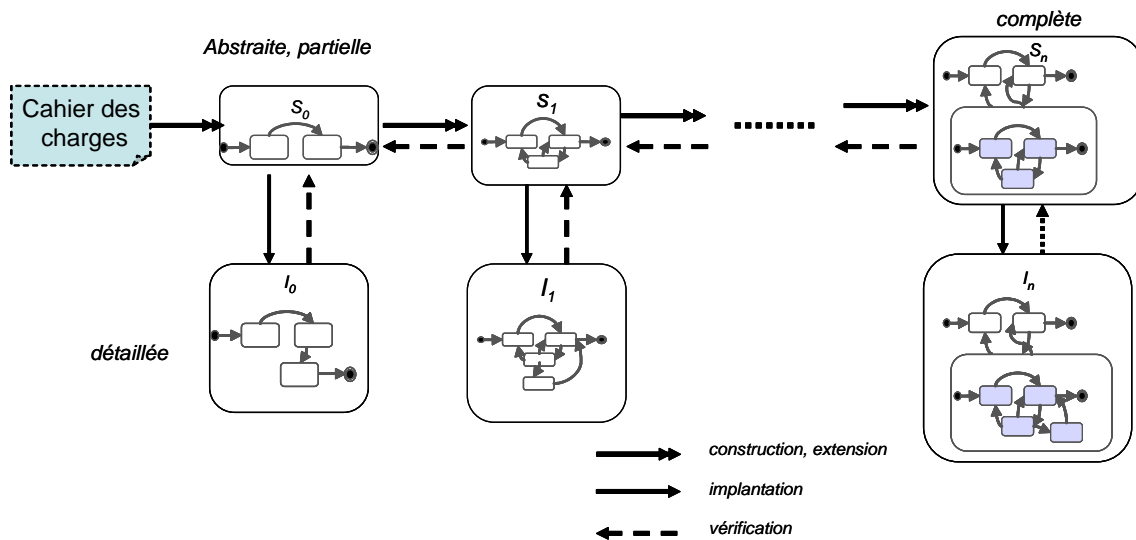 complète
Abstraite, partielle
Cahier des
charges
S0
S1
Sn
I0
I1
In
détaillée
construction, extension
implantation
vérification